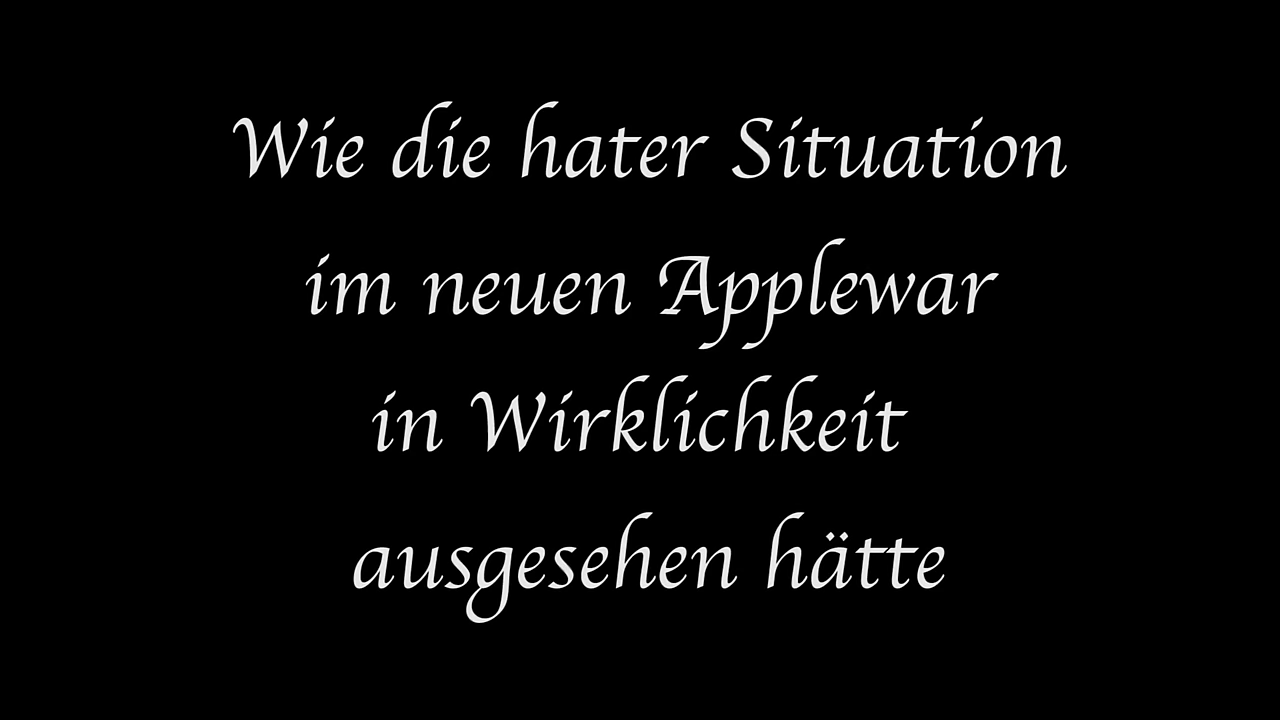 Wie die hater Situation
im neuen Applewar
in Wirklichkeit
ausgesehen hätte